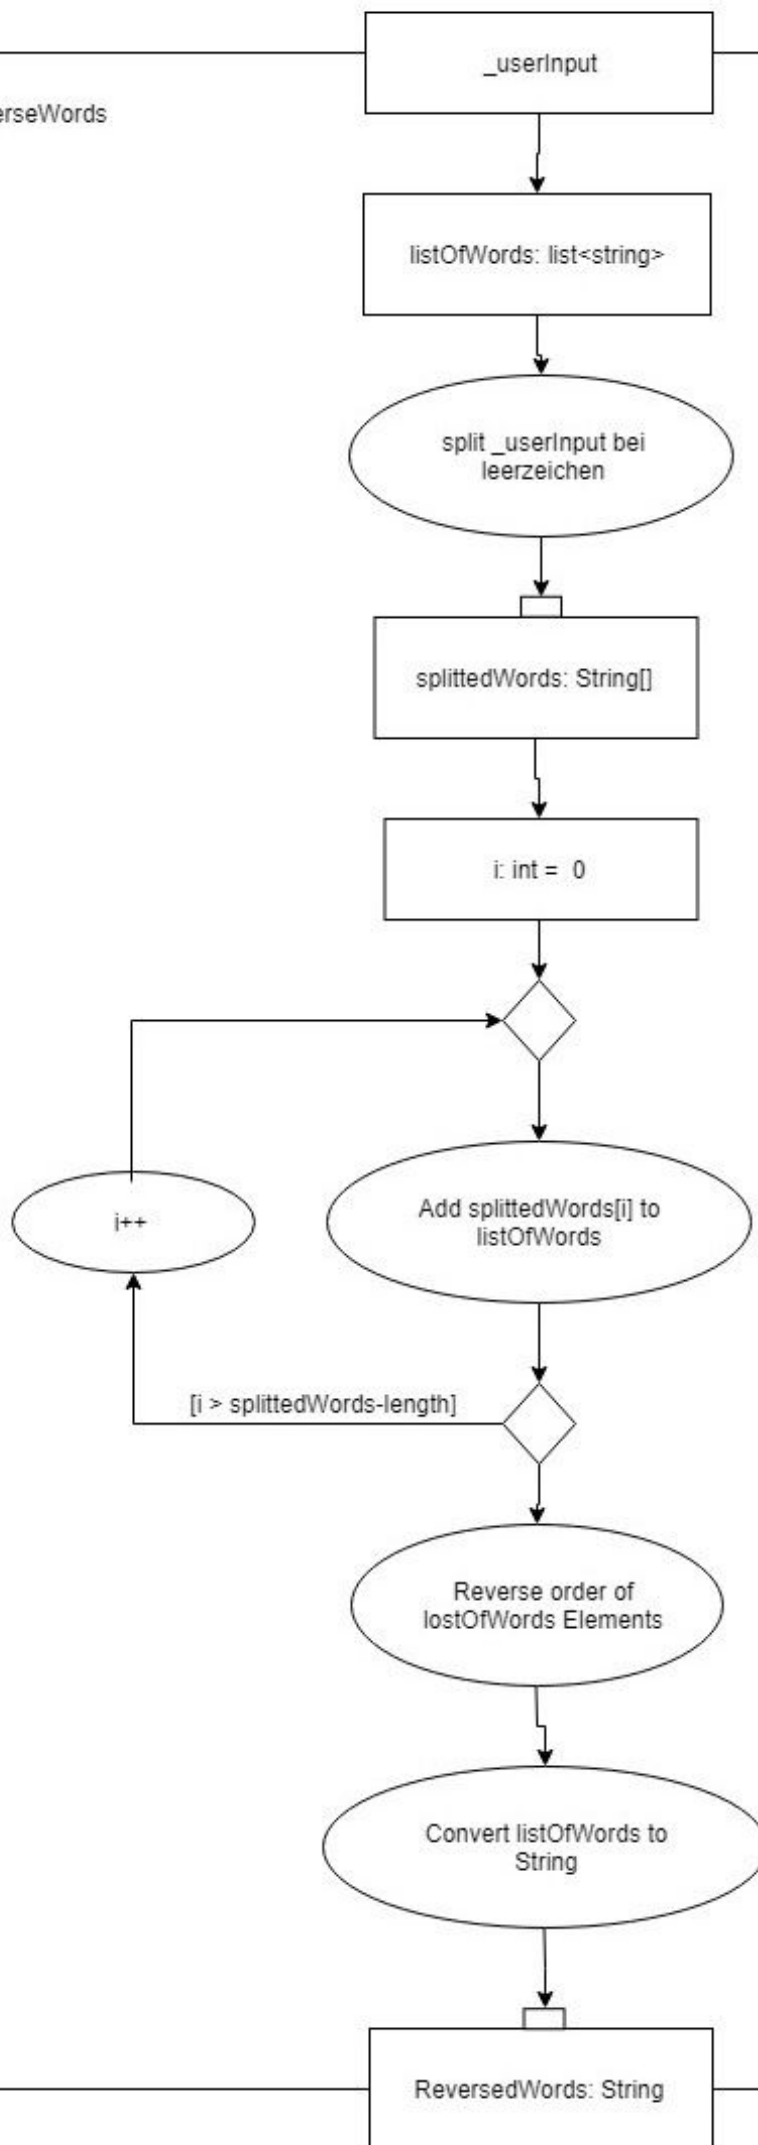 _userInput
erseWords
listOfWords: list<string>
split _userInput bei
leerzeichen
splittedWords: String[]
i: int = 0
Add splittedWords[i] to
listOfWords
i++
[i > splittedWords-length]
Reverse order of
lostOfWords Elements
Convert listOfWords to
String
ReversedWords: String